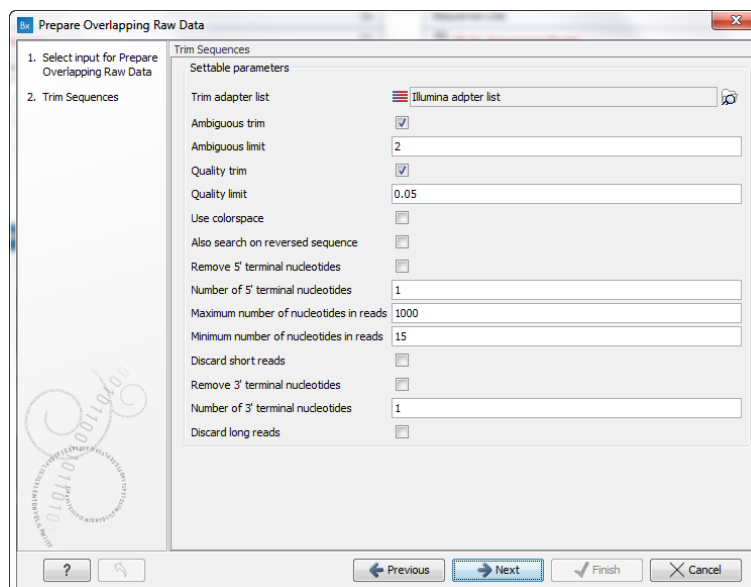 Bx Prepare Overlapping Raw Data
1. Select input for Prepare
Overlapping Raw Data
2. Trim Sequences
Trim Sequences
Settable parameters
Trim adapter list Illumina adpter list
Ambiguous trim
Ambiguous limit 2
Quality trim
Quality limit 0.05
Use colorspace
Also search on reversed sequence
Remove 5' terminal nucleotides
Number of 5' terminal nucleotides 1
Maximum number of nucleotides in reads 1000
Minimum number of nucleotides in reads 15
Discard short reads
Remove 3' terminal nucleotides
Number of 3' terminal nucleotides 1
Discard long reads
? Previous Next Finish Cancel